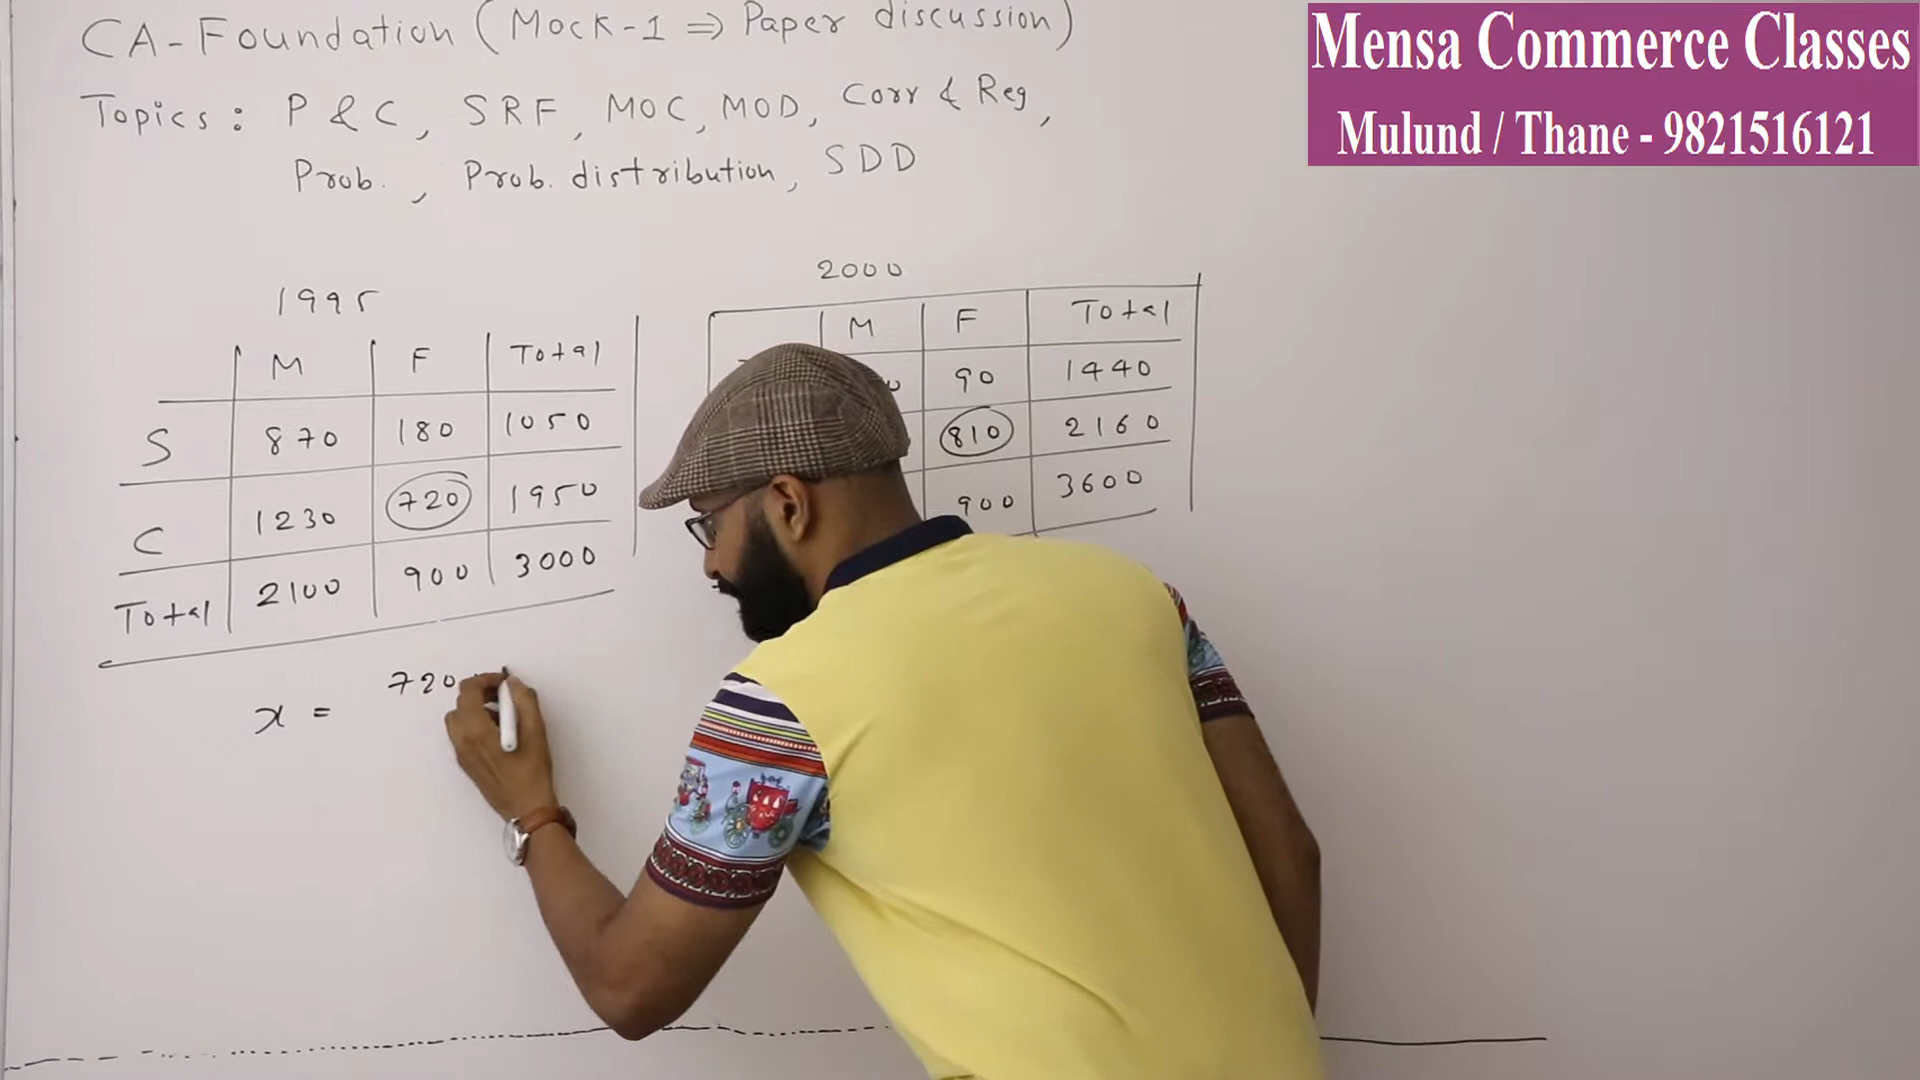 CA-Foundation (Mock-1 ⇒ Paper discussion)
Topics: P & C, SRF, MOC, MOD, Corr & Reg,
Prob., Prob. distribution, SDD
Mensa Commerce Classes
Mulund / Thane - 9821516121
1995
M F Total
S 870 180 1050
C 1230 720 1950
Total 2100 900 3000
2000
M F Total
90 1440
810 2160
900 3600
x = 720